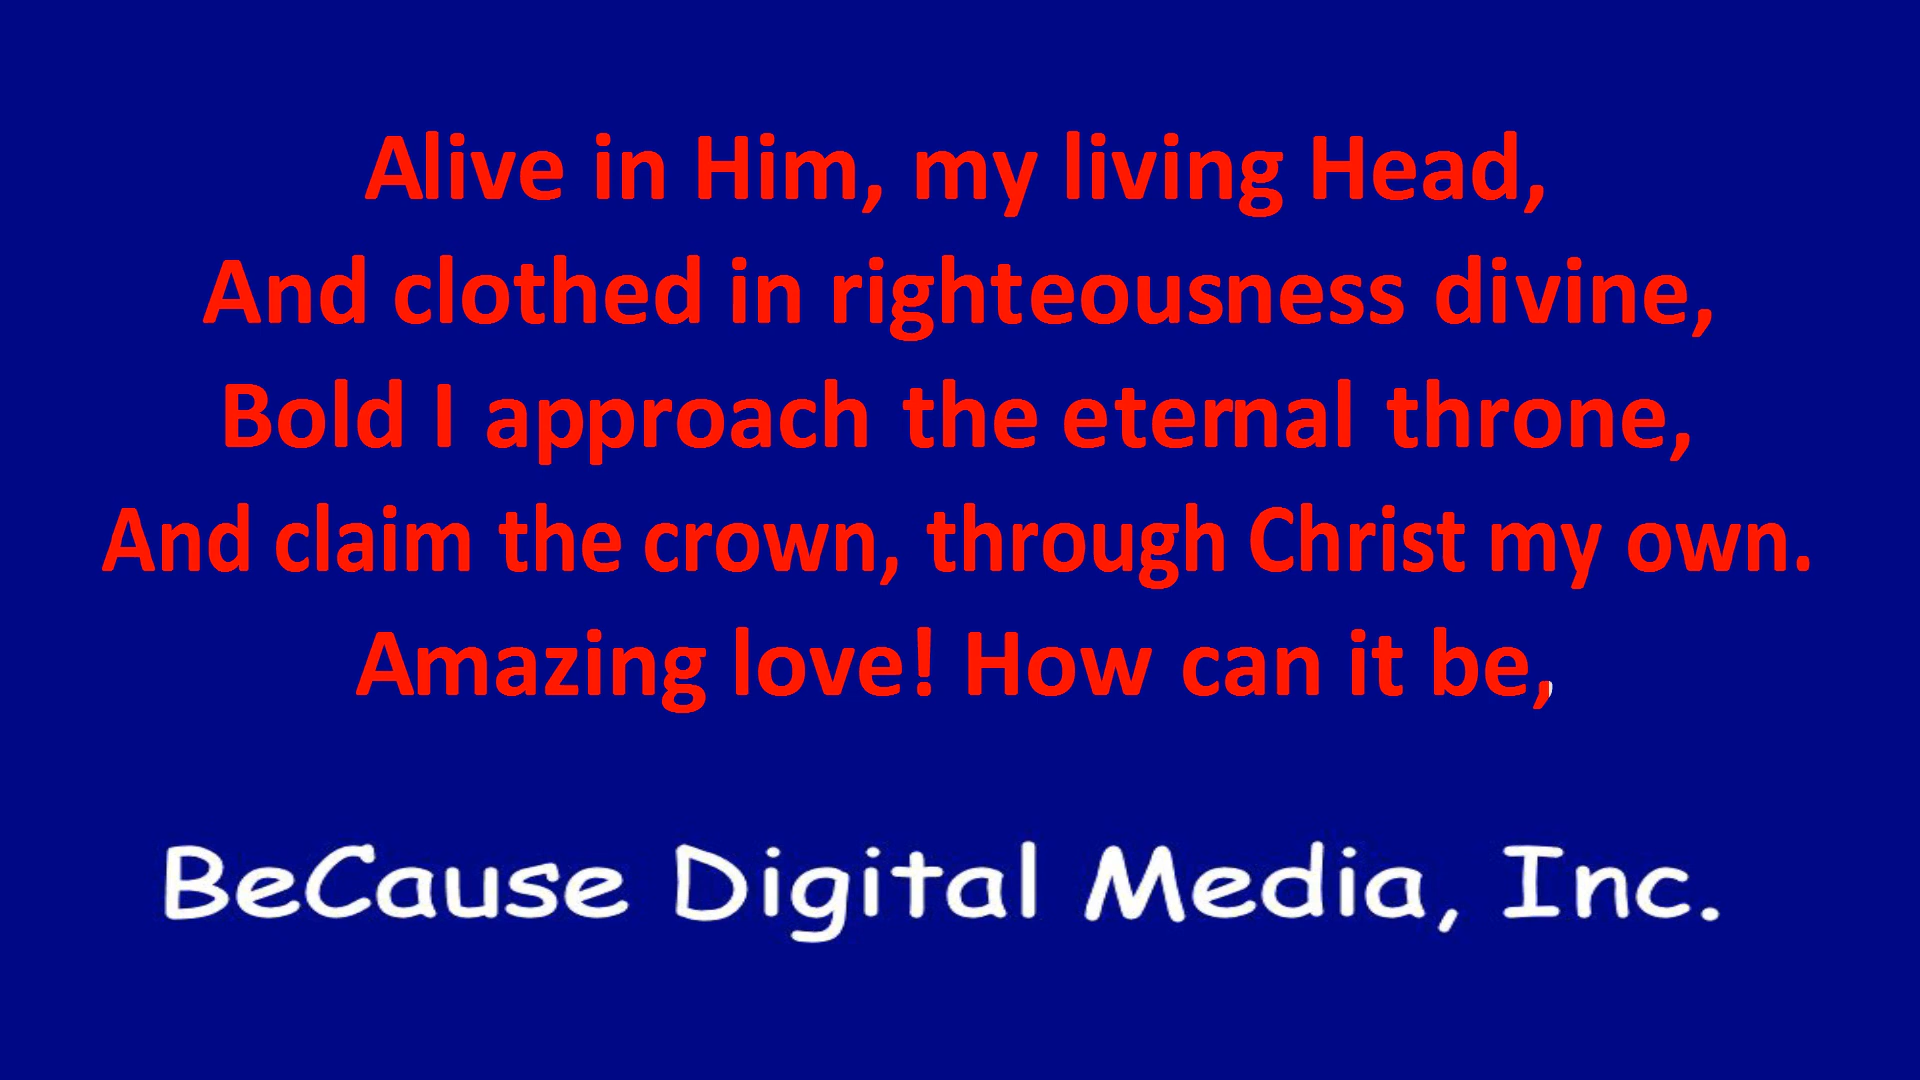 Alive in Him, my living Head,
And clothed in righteousness divine,
Bold I approach the eternal throne,
And claim the crown, through Christ my own.
Amazing love! How can it be,
BeCause Digital Media, Inc.